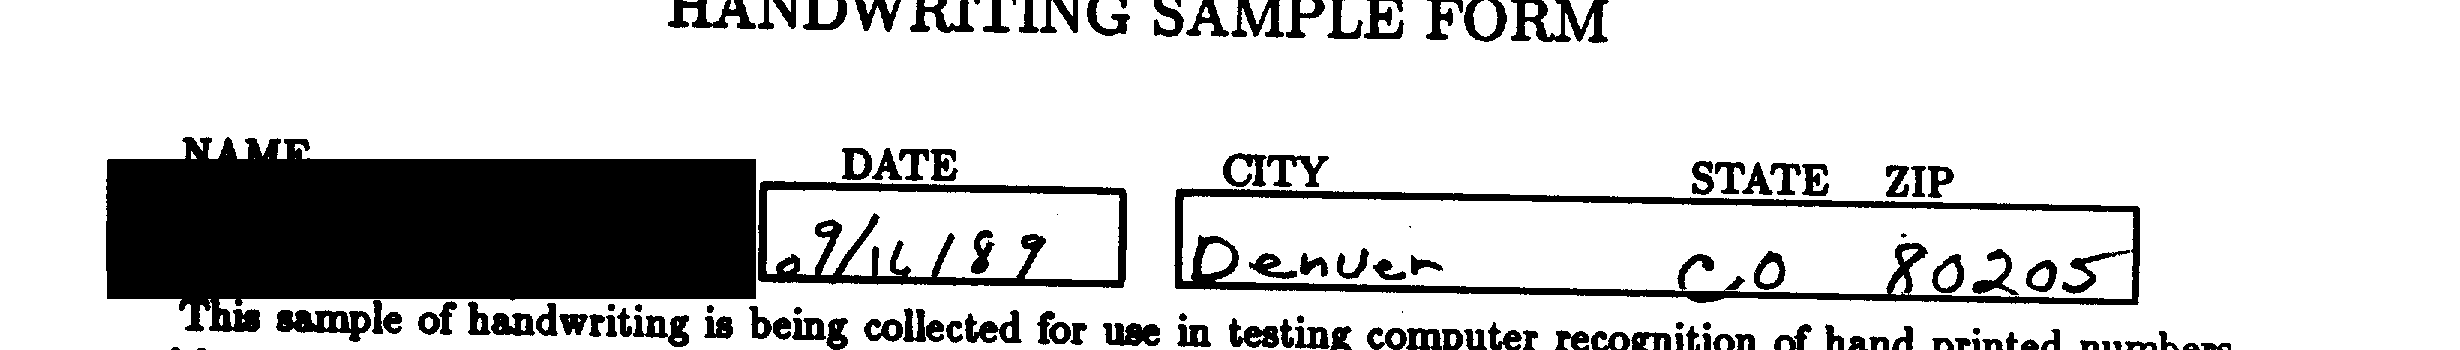 HANDWRITING SAMPLE FORM
NAME DATE CITY STATE ZIP
09/16/89 Denver C.O 80205
This sample of handwriting is being collected for use in testing computer recognition of hand printed numbers